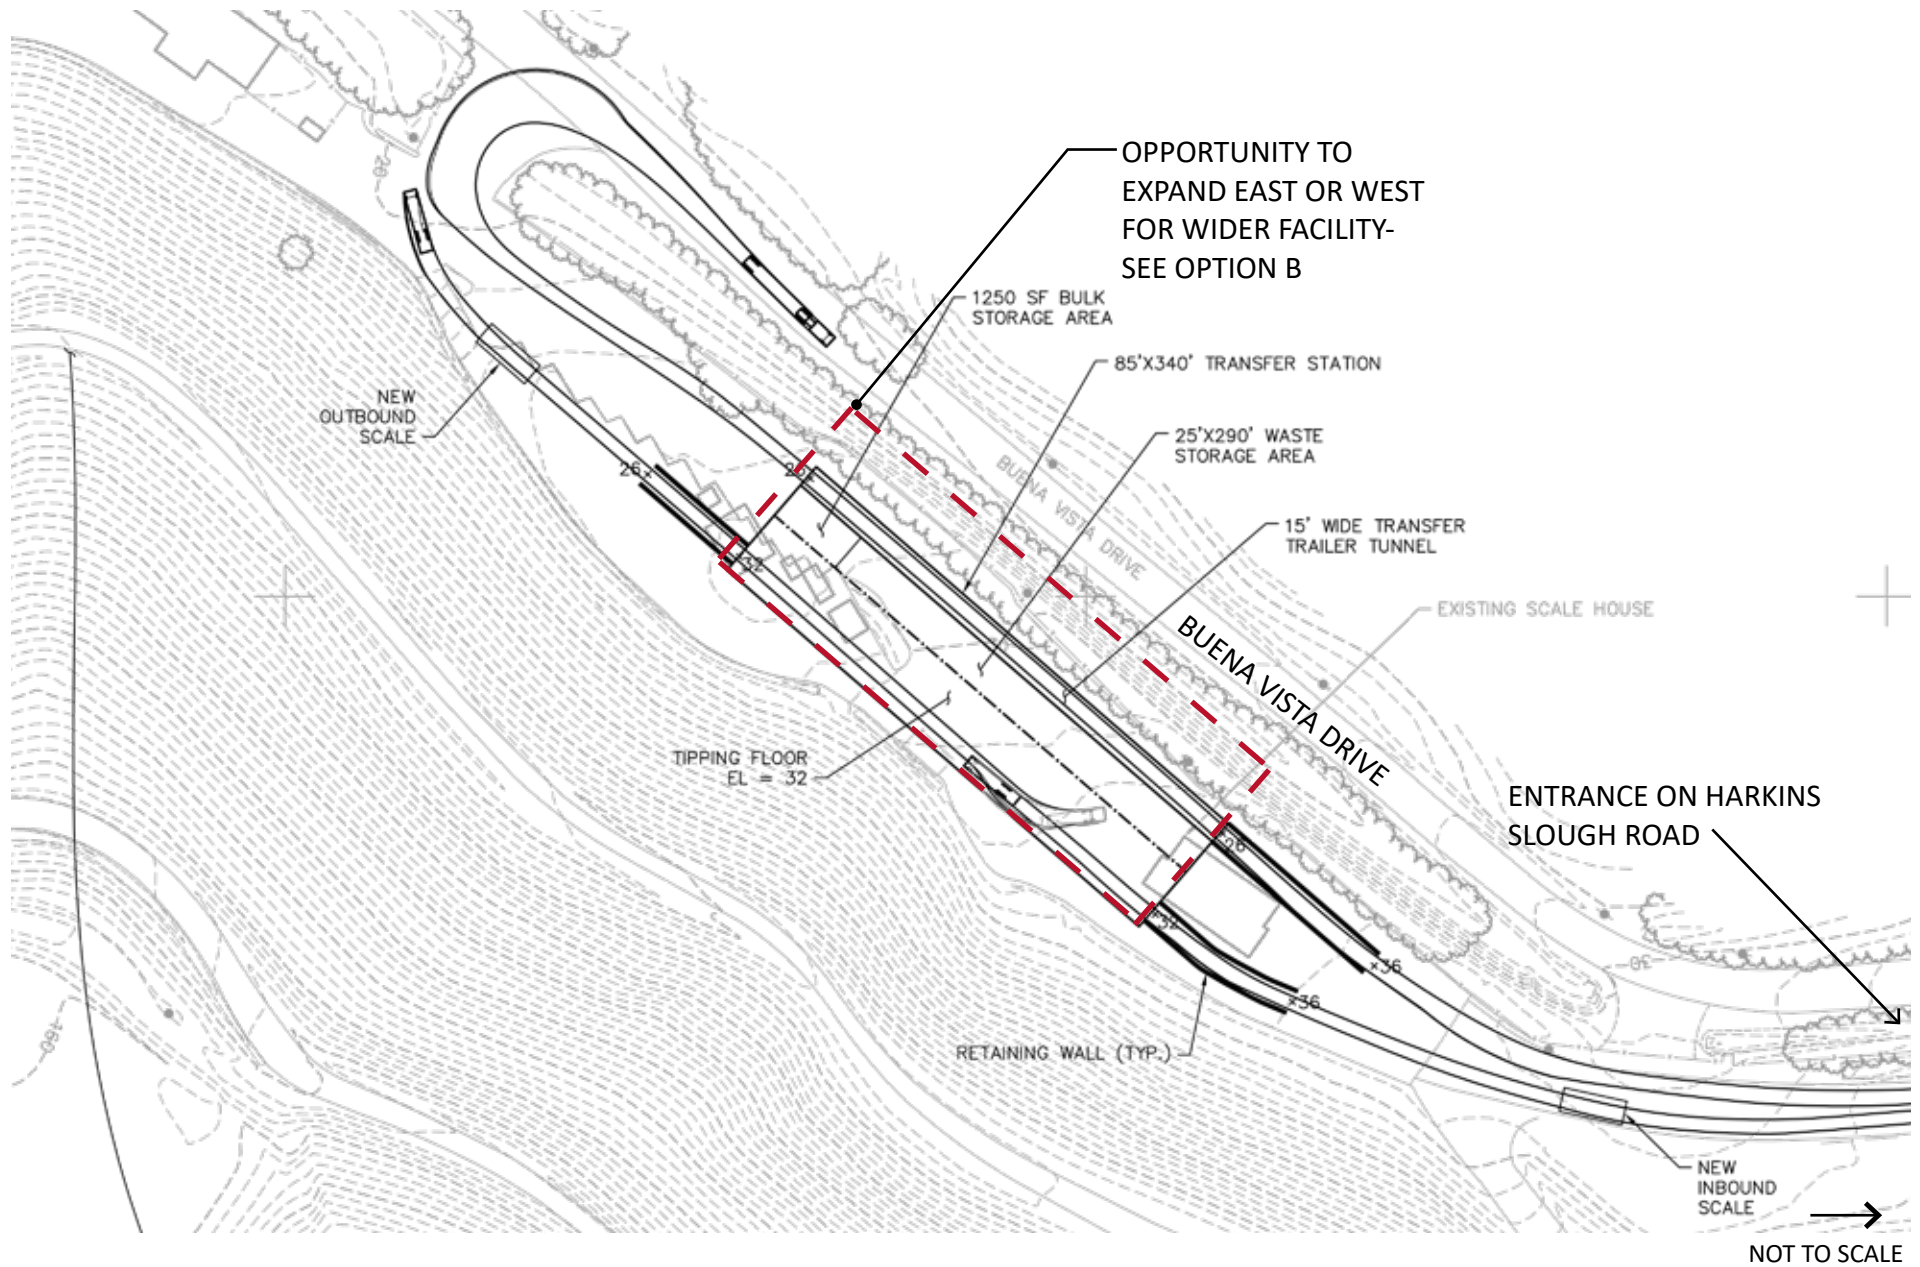 OPPORTUNITY TO
EXPAND EAST OR WEST
FOR WIDER FACILITY-
SEE OPTION B
1250 SF BULK
STORAGE AREA
85'X340' TRANSFER STATION
25'X290' WASTE
STORAGE AREA
15' WIDE TRANSFER
TRAILER TUNNEL
EXISTING SCALE HOUSE
NEW
OUTBOUND
SCALE
20
26
26
32
BUENA VISTA DRIVE
BUENA VISTA DRIVE
TIPPING FLOOR
EL = 32
ENTRANCE ON HARKINS
SLOUGH ROAD
26
32
×36
×36
30
60
RETAINING WALL (TYP.)
NEW
INBOUND
SCALE
NOT TO SCALE